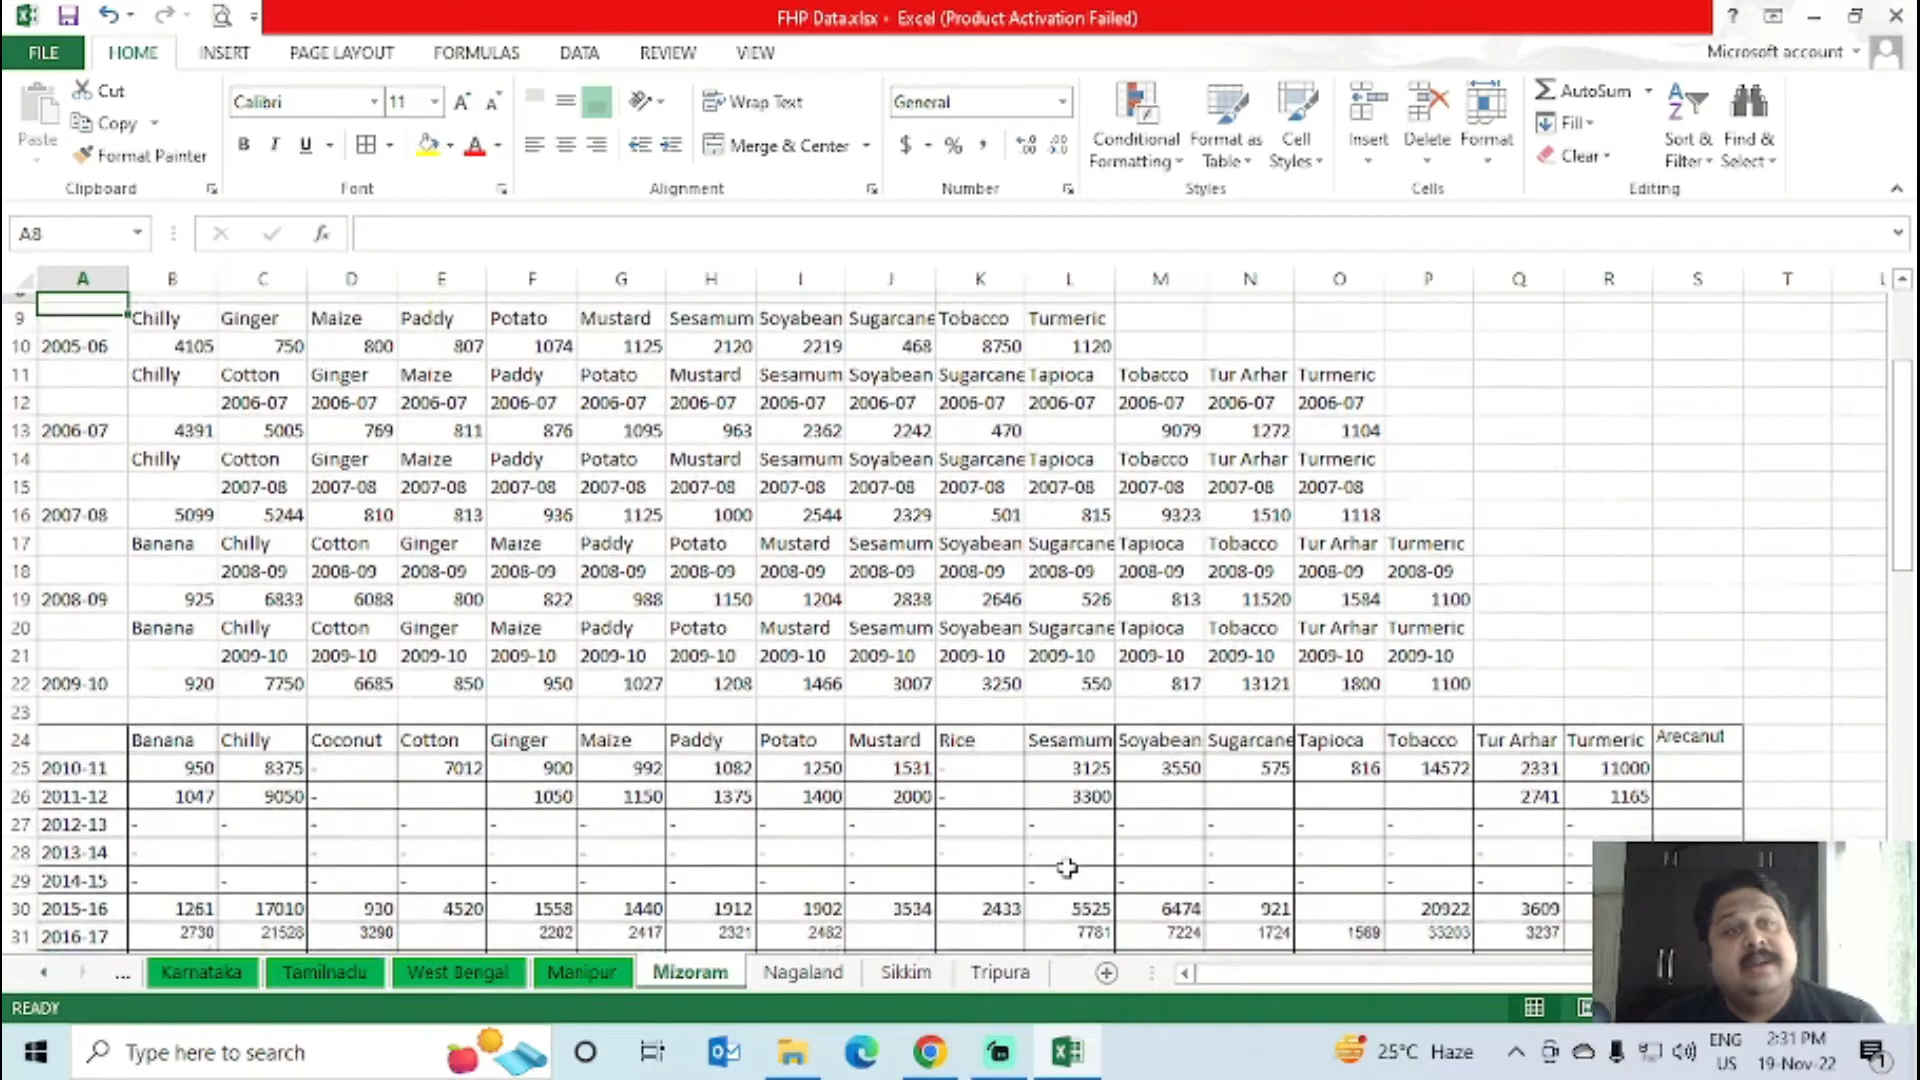 FHP Data.xlsx - Excel (Product Activation Failed)
FILE HOME INSERT PAGE LAYOUT FORMULAS DATA REVIEW VIEW Microsoft account
Cut Calibri 11 Wrap Text General AutoSum
Paste Copy Conditional Formatting Format as Table Cell Styles Insert Delete Format Fill Sort & Filter Find & Select
Format Painter B I U Merge & Center $ % Clear
Clipboard Font Alignment Number Styles Cells Editing
A8 fx
A B C D E F G H I J K L M N O P Q R S T
9 Chilly Ginger Maize Paddy Potato Mustard Sesamum Soyabean Sugarcane Tobacco Turmeric
10 2005-06 4105 750 800 807 1074 1125 2120 2219 468 8750 1120
11 Chilly Cotton Ginger Maize Paddy Potato Mustard Sesamum Soyabean Sugarcane Tapioca Tobacco Tur Arhar Turmeric
12 2006-07 2006-07 2006-07 2006-07 2006-07 2006-07 2006-07 2006-07 2006-07 2006-07 2006-07 2006-07 2006-07
13 2006-07 4391 5005 769 811 876 1095 963 2362 2242 470 9079 1272 1104
14 Chilly Cotton Ginger Maize Paddy Potato Mustard Sesamum Soyabean Sugarcane Tapioca Tobacco Tur Arhar Turmeric
15 2007-08 2007-08 2007-08 2007-08 2007-08 2007-08 2007-08 2007-08 2007-08 2007-08 2007-08 2007-08 2007-08
16 2007-08 5099 5244 810 813 936 1125 1000 2544 2329 501 815 9323 1510 1118
17 Banana Chilly Cotton Ginger Maize Paddy Potato Mustard Sesamum Soyabean Sugarcane Tapioca Tobacco Tur Arhar Turmeric
18 2008-09 2008-09 2008-09 2008-09 2008-09 2008-09 2008-09 2008-09 2008-09 2008-09 2008-09 2008-09 2008-09 2008-09
19 2008-09 925 6833 6088 800 822 988 1150 1204 2838 2646 526 813 11520 1584 1100
20 Banana Chilly Cotton Ginger Maize Paddy Potato Mustard Sesamum Soyabean Sugarcane Tapioca Tobacco Tur Arhar Turmeric
21 2009-10 2009-10 2009-10 2009-10 2009-10 2009-10 2009-10 2009-10 2009-10 2009-10 2009-10 2009-10 2009-10 2009-10
22 2009-10 920 7750 6685 850 950 1027 1208 1466 3007 3250 550 817 13121 1800 1100
23
24 Banana Chilly Coconut Cotton Ginger Maize Paddy Potato Mustard Rice Sesamum Soyabean Sugarcane Tapioca Tobacco Tur Arhar Turmeric Arecanut
25 2010-11 950 8375 - 7012 900 992 1082 1250 1531 - 3125 3550 575 816 14572 2331 11000
26 2011-12 1047 9050 - 1050 1150 1375 1400 2000 - 3300 2741 1165
27 2012-13 - - - - - - - - - - - - - - - -
28 2013-14 - - - - - - - - - - - - - - -
29 2014-15 - - - - - - - - - - - - - - -
30 2015-16 1261 17010 930 4520 1558 1440 1912 1902 3534 2433 5525 6474 921 20922 3609
31 2016-17 2730 21528 3290 2202 2417 2321 2482 7781 7224 1724 1569 33203 3237
... Karnataka Tamilnadu West Bengal Manipur Mizoram Nagaland Sikkim Tripura
READY
Type here to search 25°C Haze ENG US 2:31 PM 19-Nov-22 1